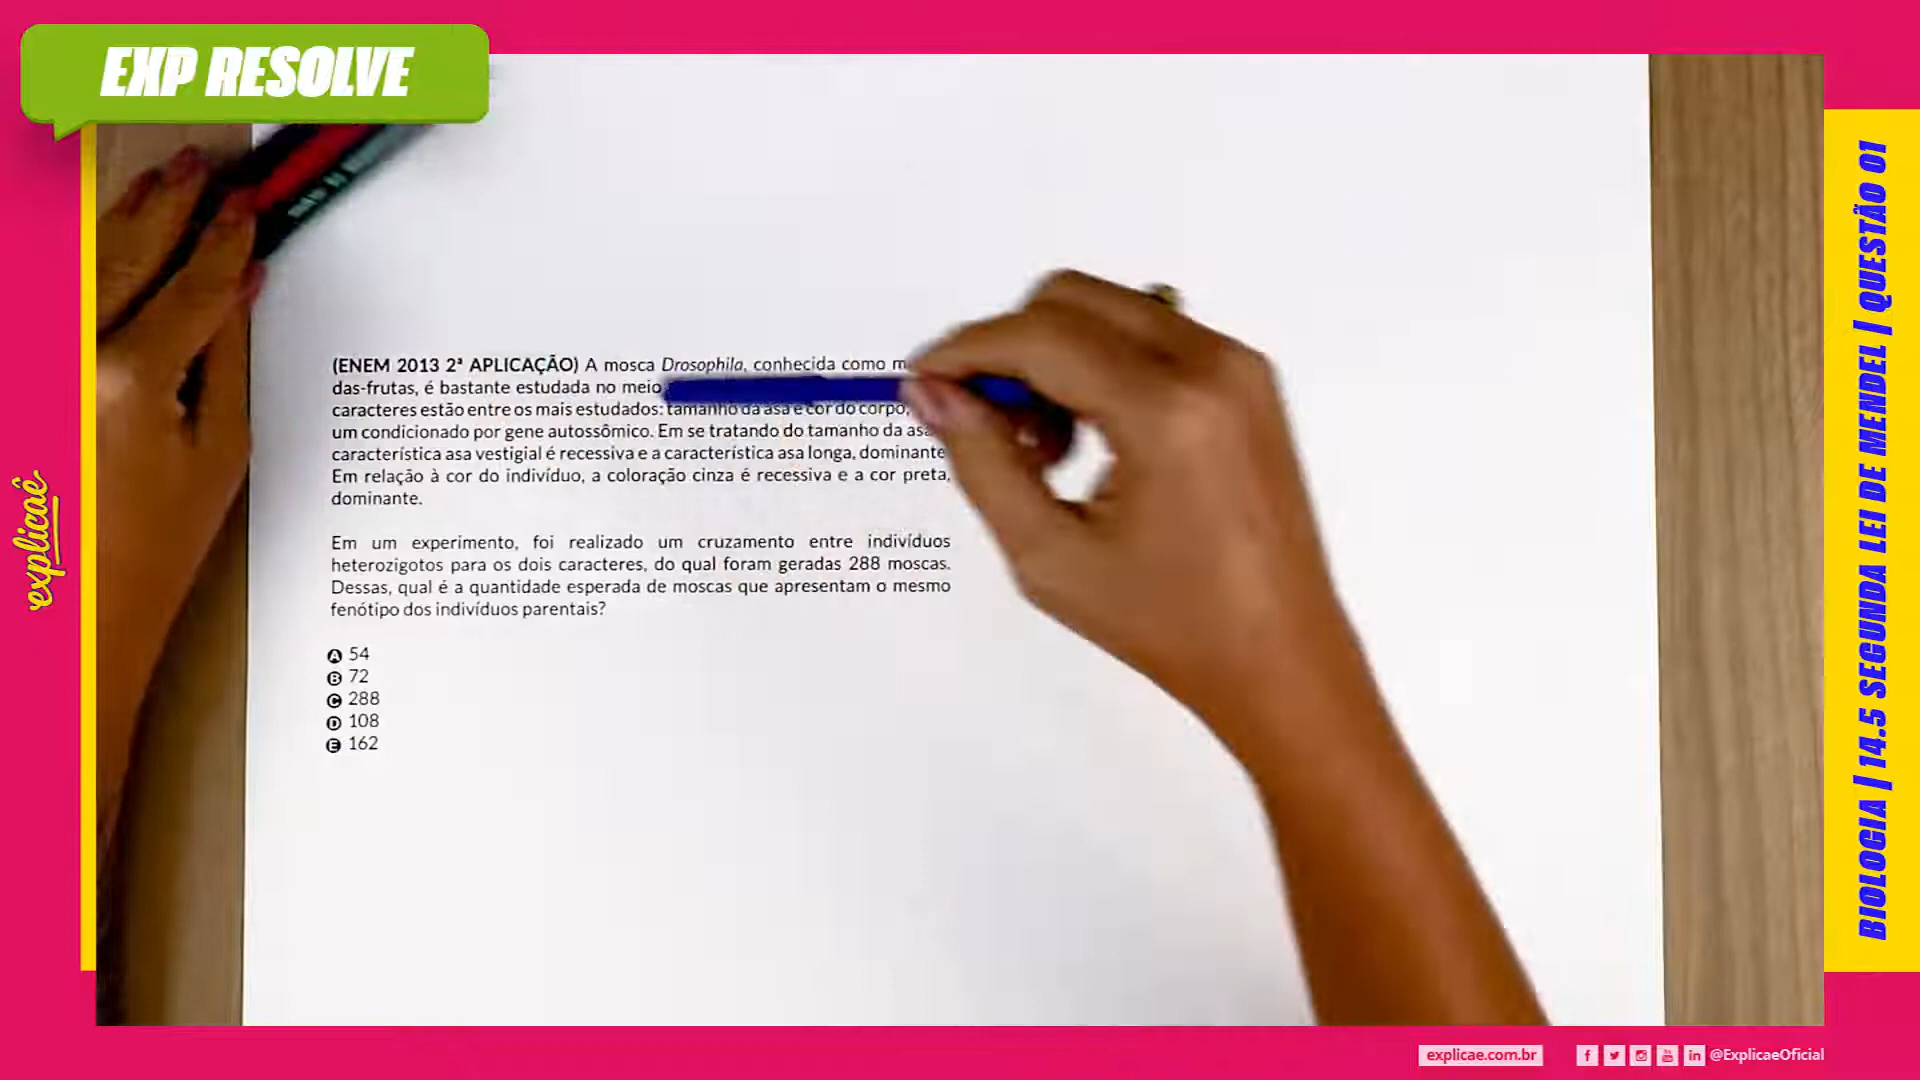 EXP RESOLVE
(ENEM 2013 2ª APLICAÇÃO) A mosca Drosophila, conhecida como
das-frutas, é bastante estudada no meio
caracteres estão entre os mais estudados: tamanho da asa e cor do corpo,
um condicionado por gene autossômico. Em se tratando do tamanho da
característica asa vestigial é recessiva e a característica asa longa, dominante
Em relação à cor do indivíduo, a coloração cinza é recessiva e a cor preta,
dominante.
Em um experimento, foi realizado um cruzamento entre indivíduos
heterozigotos para os dois caracteres, do qual foram geradas 288 moscas.
Dessas, qual é a quantidade esperada de moscas que apresentam o mesmo
fenótipo dos indivíduos parentais?
A 54
B 72
C 288
D 108
E 162
explicaê
BIOLOGIA | 14.5 SEGUNDA LEI DE MENDEL | QUESTÃO 01
explicae.com.br
@ExplicaeOficial